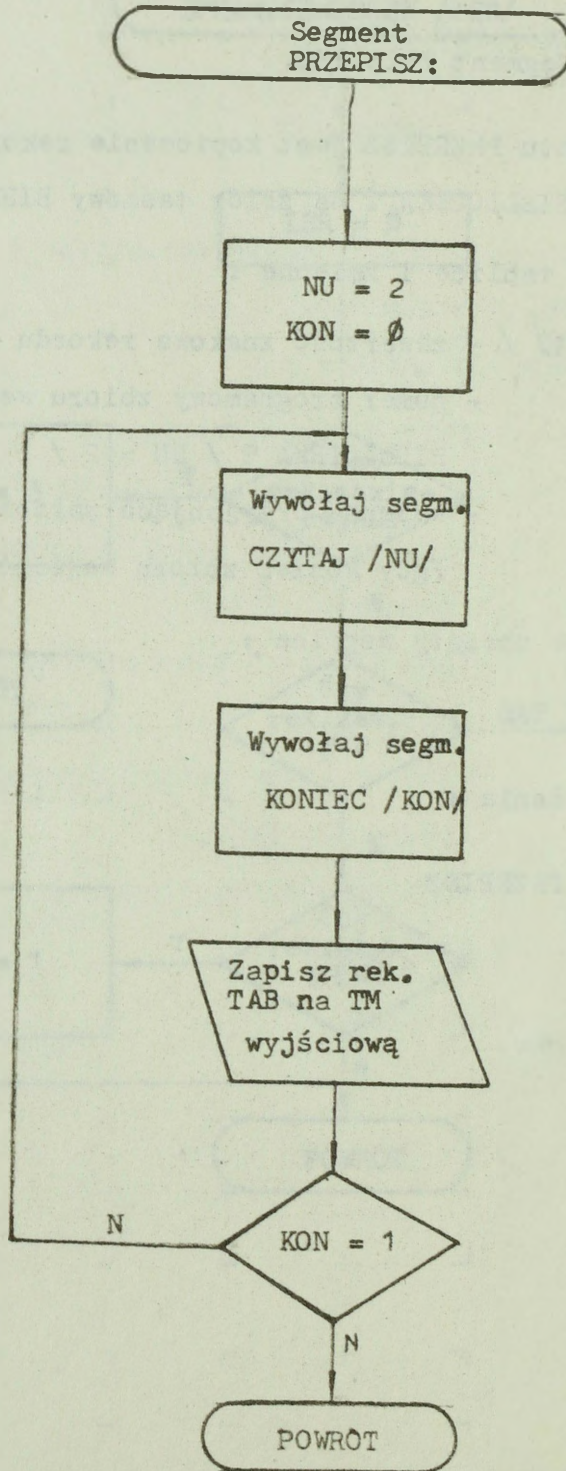 Segment
PRZEPISZ:
NU = 2
KON = Ø
Wywołaj segm.
CZYTAJ /NU/
Wywołaj segm.
KONIEC /KON/
Zapisz rek.
TAB na TM
wyjściową
KON = 1
N
N
POWRÓT